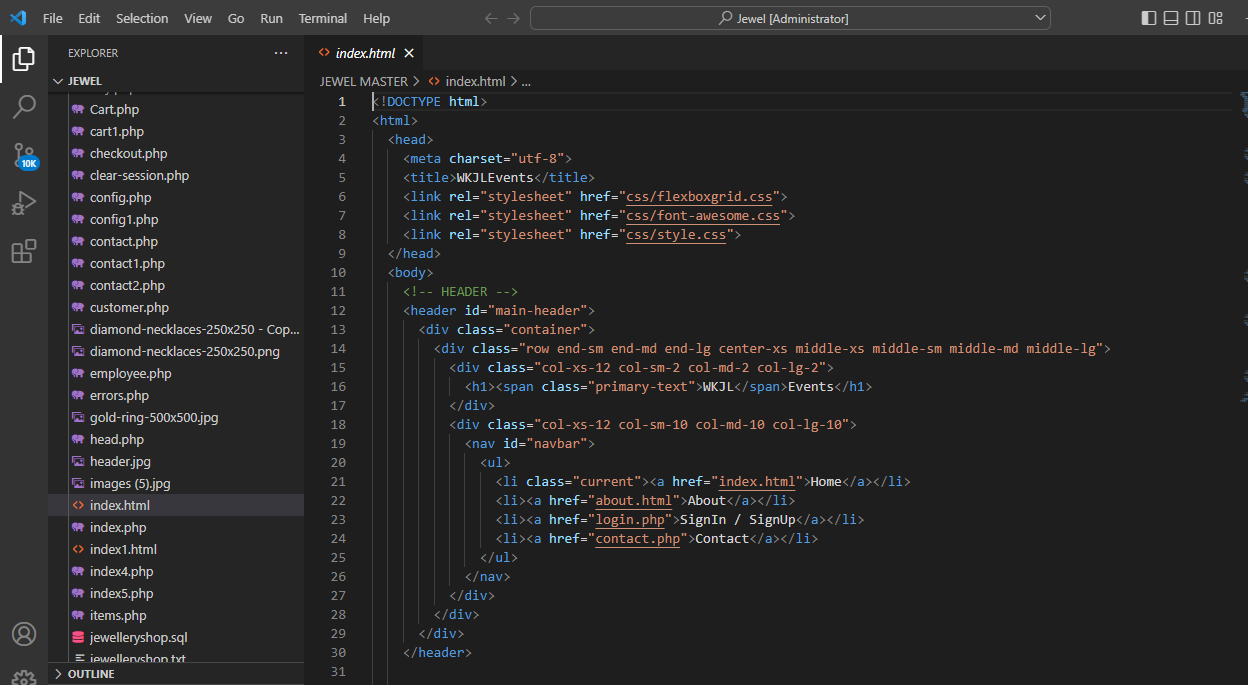 File Edit Selection View Go Run Terminal Help
Jewel [Administrator]
EXPLORER
JEWEL
Cart.php
cart1.php
checkout.php
clear-session.php
config.php
config1.php
contact.php
contact1.php
contact2.php
customer.php
diamond-necklaces-250x250 - Cop...
diamond-necklaces-250x250.png
employee.php
errors.php
gold-ring-500x500.jpg
head.php
header.jpg
images (5).jpg
index.html
index.php
index1.html
index4.php
index5.php
items.php
jewelleryshop.sql
jewelleryshop.txt
OUTLINE
10K
index.html
JEWEL MASTER > index.html > ...
1 <!DOCTYPE html>
2 <html>
3 <head>
4 <meta charset="utf-8">
5 <title>WKJLEvents</title>
6 <link rel="stylesheet" href="css/flexboxgrid.css">
7 <link rel="stylesheet" href="css/font-awesome.css">
8 <link rel="stylesheet" href="css/style.css">
9 </head>
10 <body>
11 <!-- HEADER -->
12 <header id="main-header">
13 <div class="container">
14 <div class="row end-sm end-md end-lg center-xs middle-xs middle-sm middle-md middle-lg">
15 <div class="col-xs-12 col-sm-2 col-md-2 col-lg-2">
16 <h1><span class="primary-text">WKJL</span>Events</h1>
17 </div>
18 <div class="col-xs-12 col-sm-10 col-md-10 col-lg-10">
19 <nav id="navbar">
20 <ul>
21 <li class="current"><a href="index.html">Home</a></li>
22 <li><a href="about.html">About</a></li>
23 <li><a href="login.php">SignIn / SignUp</a></li>
24 <li><a href="contact.php">Contact</a></li>
25 </ul>
26 </nav>
27 </div>
28 </div>
29 </div>
30 </header>
31